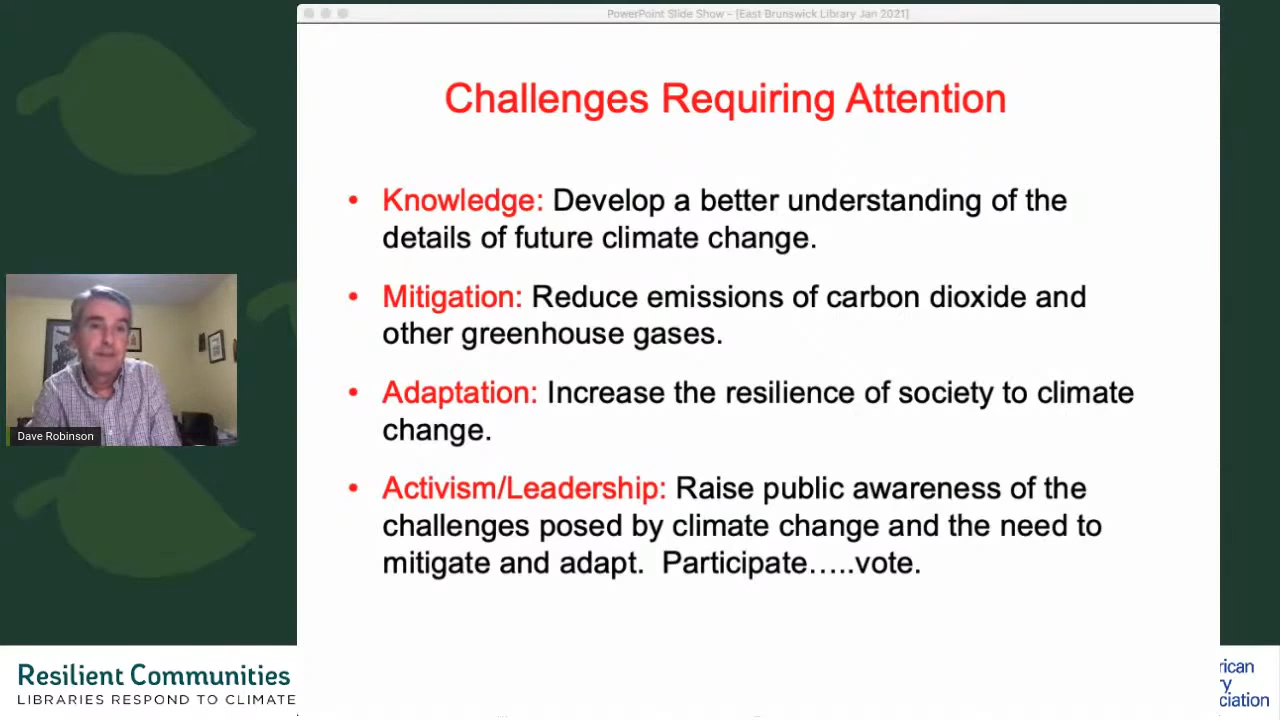 PowerPoint Slide Show - [East Brunswick Library Jan 2021]
Challenges Requiring Attention
• Knowledge: Develop a better understanding of the
details of future climate change.
• Mitigation: Reduce emissions of carbon dioxide and
other greenhouse gases.
• Adaptation: Increase the resilience of society to climate
change.
• Activism/Leadership: Raise public awareness of the
challenges posed by climate change and the need to
mitigate and adapt.  Participate…..vote.
Dave Robinson
Resilient Communities
LIBRARIES RESPOND TO CLIMATE
rican
ry
ciation